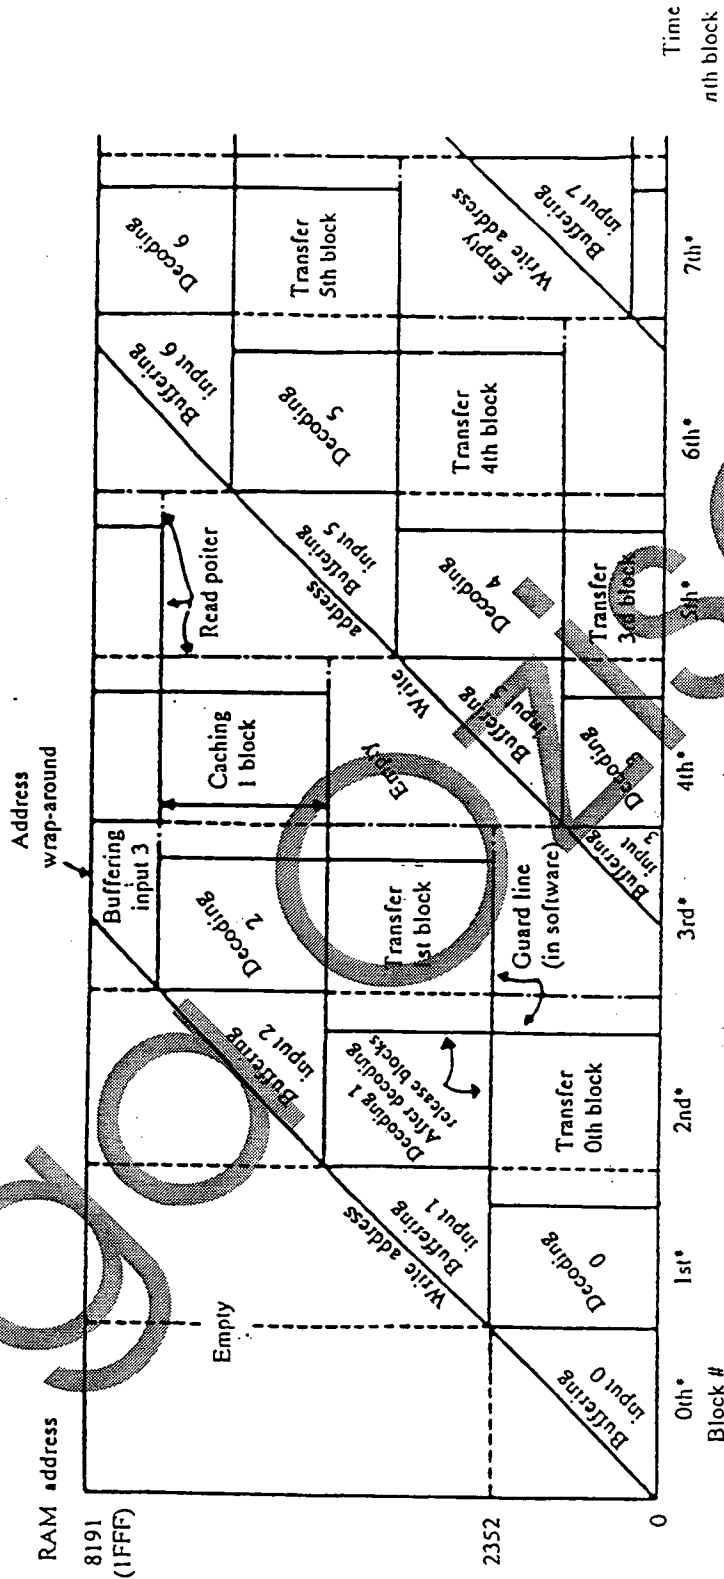 RAM address
8191
(1FFF)
2352
0
Address
wrap-around
Empty
Buffering
input 0
Decoding
0
Write address
Buffering
input 1
Transfer
0th block
Decoding 1
After decoding
release blocks
Buffering
input 2
Guard line
(in software)
Transfer
1st block
Decoding
2
Buffering
input 3
Buffering
input
3
Decoding
3
Caching
1 block
Empty
Write
address
Buffering
Transfer
3rd block
Decoding
4
Buffering
input 5
Read poiter
Transfer
4th block
Decoding
5
Buffering
input 6
Transfer
5th block
Decoding
6
Empty
Write address
Buffering
input 7
0th*
1st*
2nd*
3rd*
4th*
5th*
6th*
7th*
Block #
Time
nth block